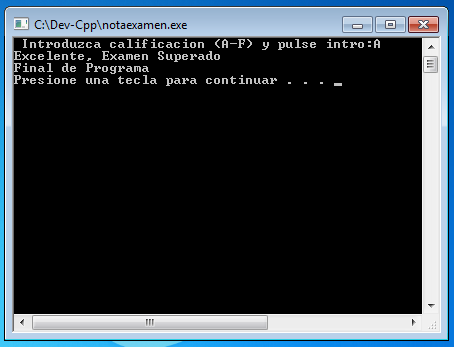 C:\Dev-Cpp\notaexamen.exe
Introduzca calificacion (A-F) y pulse intro:A
Excelente, Examen Superado
Final de Programa
Presione una tecla para continuar . . . _